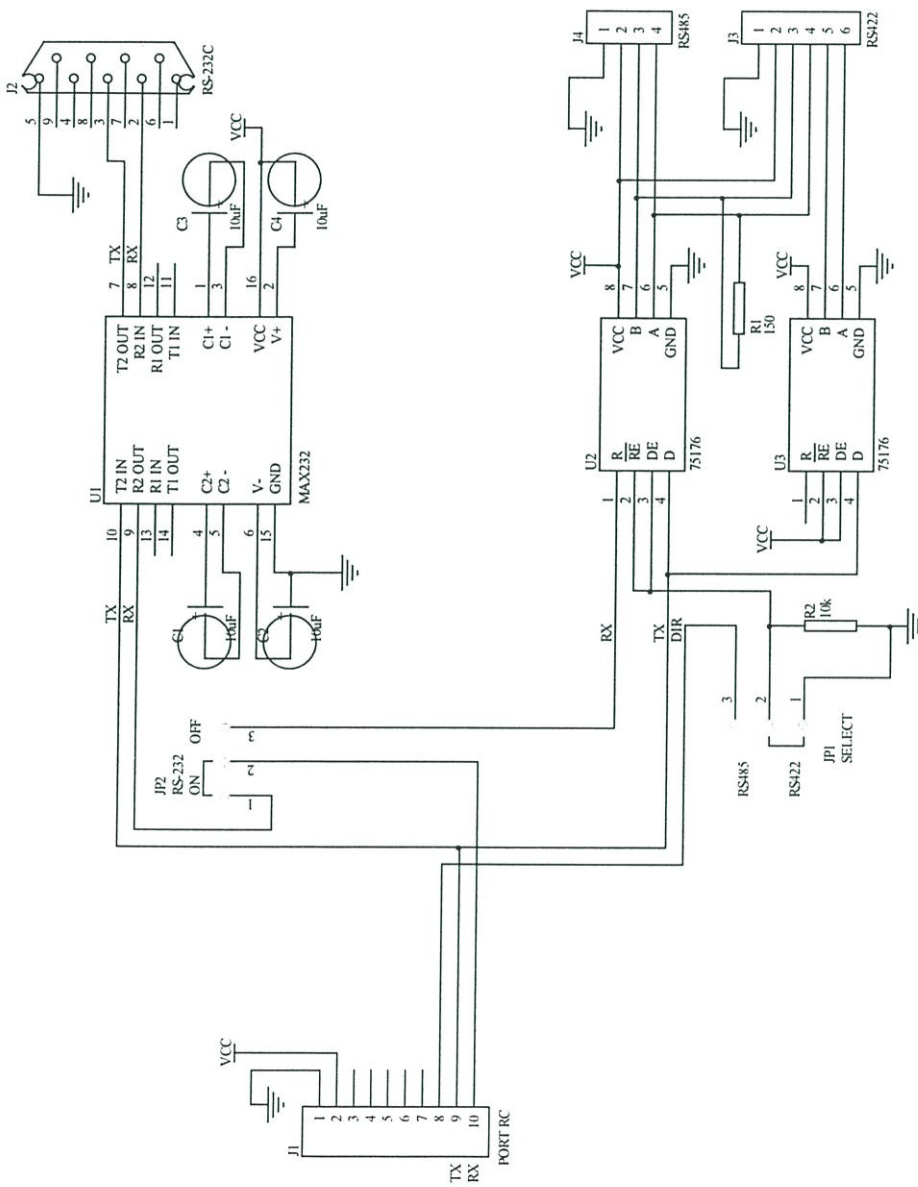 J2
5
9
4
8
3
7
2
6
1
RS-232C
TX
RX
7
8
12
11
T2 OUT
R2 IN
R1 OUT
T1 IN
C1+
C1-
VCC
V+
1
3
16
2
C3
+
10uF
VCC
C4
+
10uF
U1
T2 IN
R2 OUT
R1 IN
T1 OUT
C2+
C2-
V-
GND
MAX232
10
9
13
14
4
5
6
15
TX
RX
C1
+
10uF
C2
+
10uF
JP2
RS-232
ON
OFF
1
2
3
J4
1
2
3
4
RS485
J3
1
2
3
4
5
6
RS422
VCC
8
7
6
5
U2
VCC
B
A
GND
R
RE
DE
D
75176
1
2
3
4
R1
150
VCC
8
7
6
5
U3
VCC
B
A
GND
R
RE
DE
D
75176
1
2
3
4
VCC
RX
TX
DIR
R2
10k
3
2
1
RS485
RS422
JP1
SELECT
VCC
J1
1
2
3
4
5
6
7
8
9
10
TX
RX
PORT RC